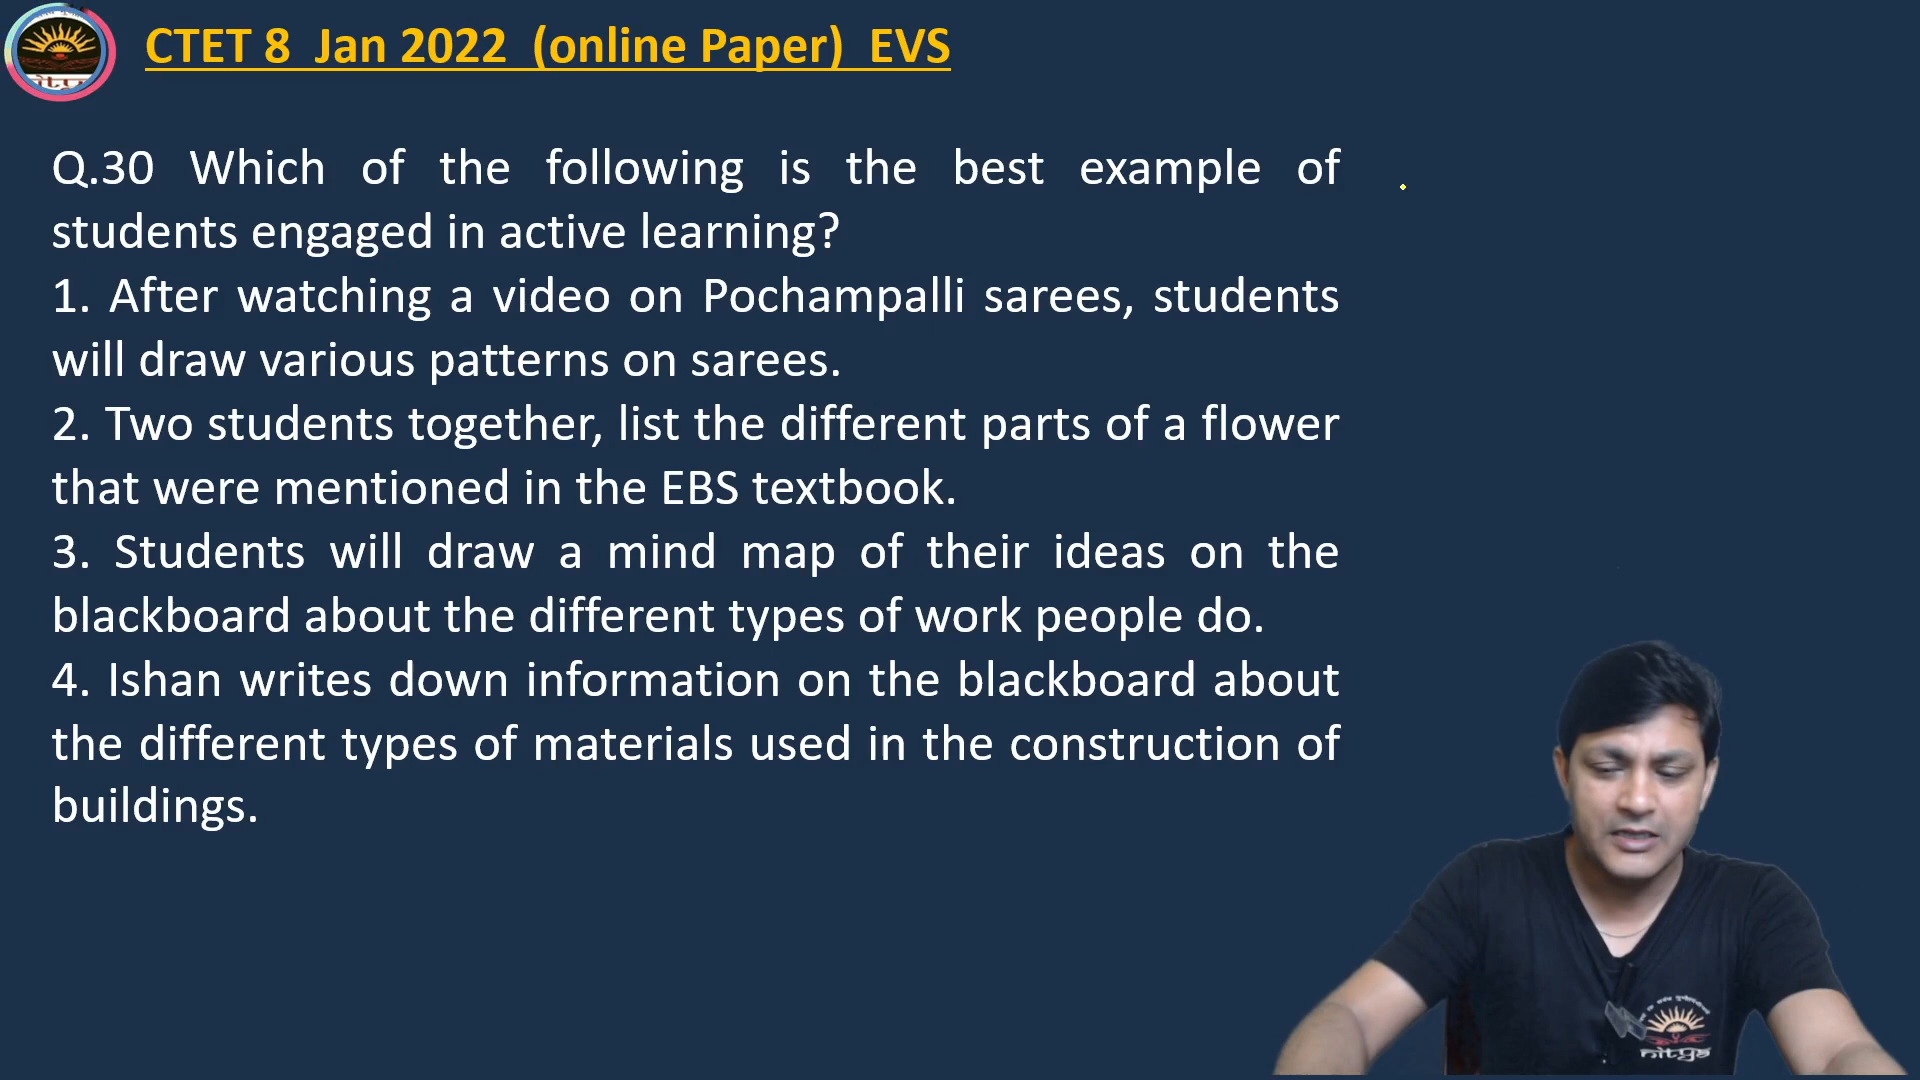 CTET 8 Jan 2022 (online Paper) EVS
Q.30 Which of the following is the best example of
students engaged in active learning?
1. After watching a video on Pochampalli sarees, students
will draw various patterns on sarees.
2. Two students together, list the different parts of a flower
that were mentioned in the EBS textbook.
3. Students will draw a mind map of their ideas on the
blackboard about the different types of work people do.
4. Ishan writes down information on the blackboard about
the different types of materials used in the construction of
buildings.
nitya